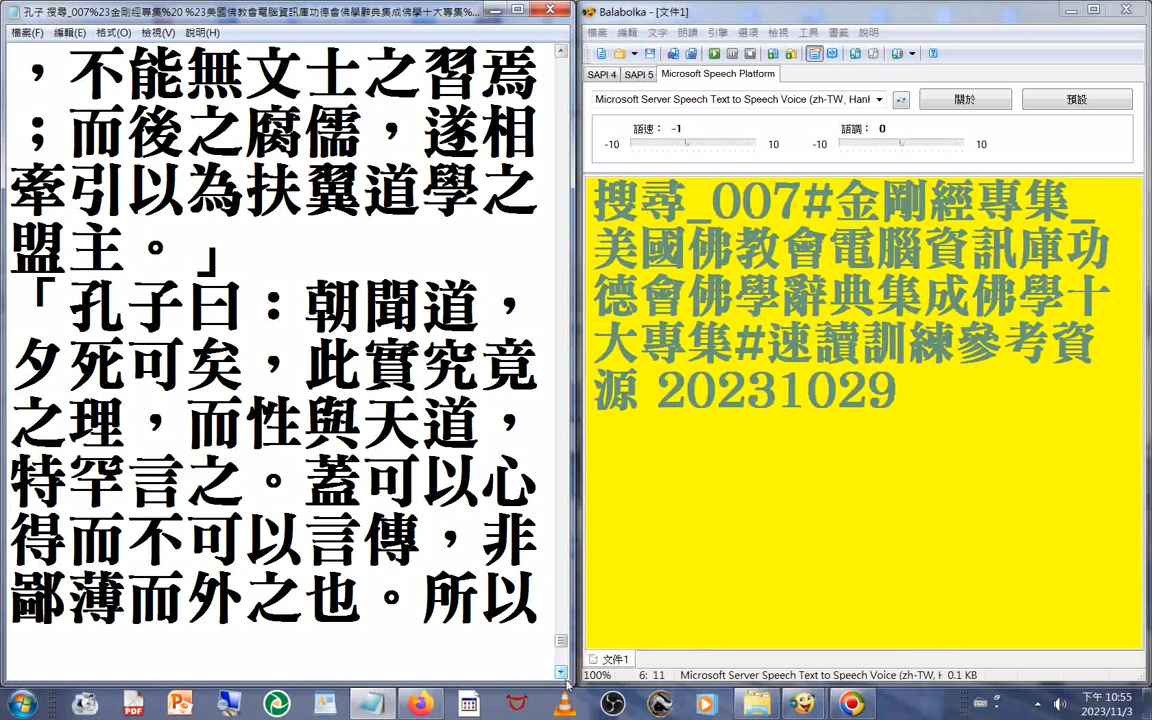 孔子 搜尋_007%23金剛經專集%20 %23美國佛教會電腦資訊庫功德會佛學辭典集成佛學十大專集%...
檔案(F) 編輯(E) 格式(O) 檢視(V) 說明(H)
，不能無文士之習焉
；而後之腐儒，遂相
牽引以為扶翼道學之
盟主。」
「孔子曰：朝聞道，
夕死可矣，此實究竟
之理，而性與天道，
特罕言之。蓋可以心
得而不可以言傳，非
鄙薄而外之也。所以
Balabolka - [文件1]
檔案 編輯 文字 朗讀 引擎 選項 檢視 工具 書籤 說明
SAPI 4 SAPI 5 Microsoft Speech Platform
Microsoft Server Speech Text to Speech Voice (zh-TW, Hanl
關於 預設
語速： -1 語調： 0
-10 10 -10 10
搜尋_007#金剛經專集_
美國佛教會電腦資訊庫功
德會佛學辭典集成佛學十
大專集#速讀訓練參考資
源 20231029
文件1
100% 6: 11 Microsoft Server Speech Text to Speech Voice (zh-TW, H 0.1 KB
下午 10:55
2023/11/3